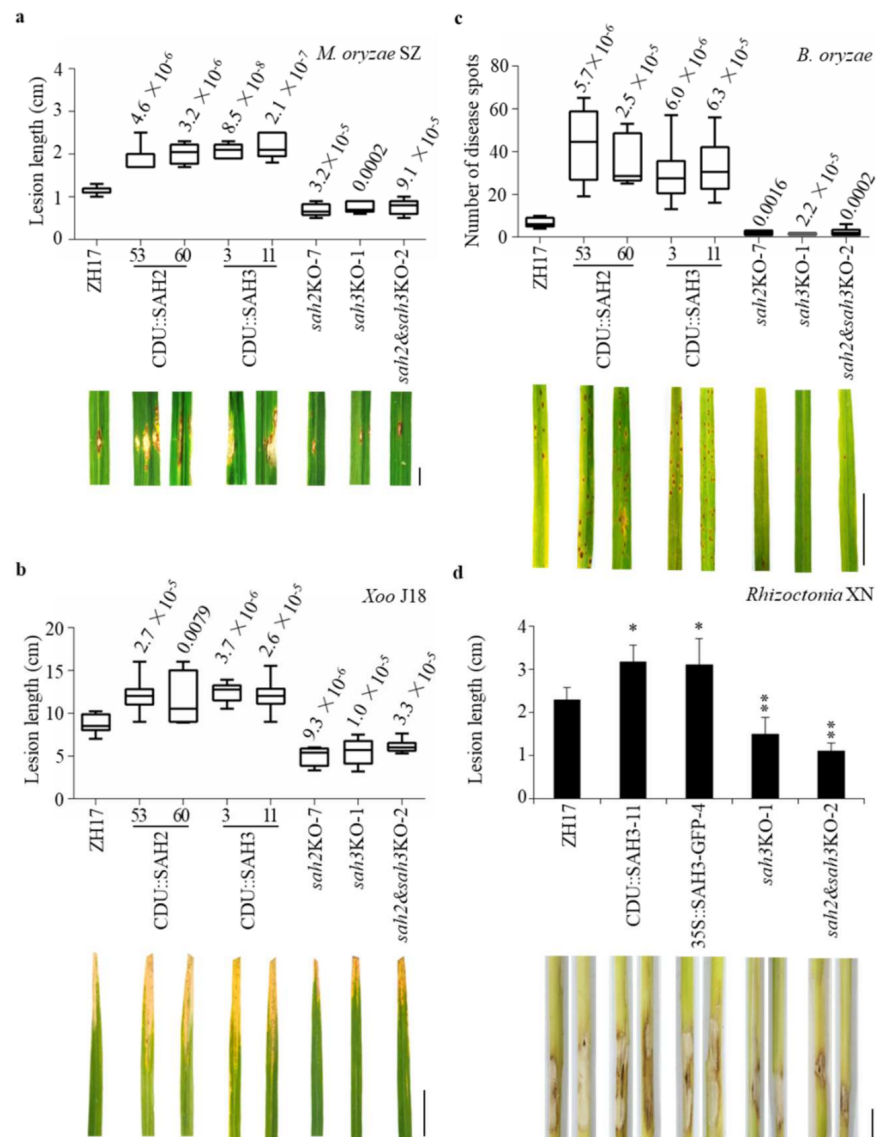 a
M. oryzae SZ
Lesion length (cm)
4
3
2
1
0
4.6 × 10-6
3.2 × 10-6
8.5 × 10-8
2.1 × 10-7
3.2 × 10-5
0.0002
9.1 × 10-5
ZH17
53
60
CDU::SAH2
3
11
CDU::SAH3
sah2KO-7
sah3KO-1
sah2&sah3KO-2
b
Xoo J18
Lesion length (cm)
20
15
10
5
0
2.7 × 10-5
0.0079
3.7 × 10-6
2.6 × 10-5
9.3 × 10-6
1.0 × 10-5
3.3 × 10-5
ZH17
53
60
CDU::SAH2
3
11
CDU::SAH3
sah2KO-7
sah3KO-1
sah2&sah3KO-2
c
B. oryzae
Number of disease spots
80
60
40
20
0
5.7 × 10-6
2.5 × 10-5
6.0 × 10-6
6.3 × 10-5
0.0016
2.2 × 10-5
0.0002
ZH17
53
60
CDU::SAH2
3
11
CDU::SAH3
sah2KO-7
sah3KO-1
sah2&sah3KO-2
d
Rhizoctonia XN
Lesion length (cm)
4
3
2
1
0
*
*
**
**
ZH17
CDU::SAH3-11
35S::SAH3-GFP-4
sah3KO-1
sah2&sah3KO-2